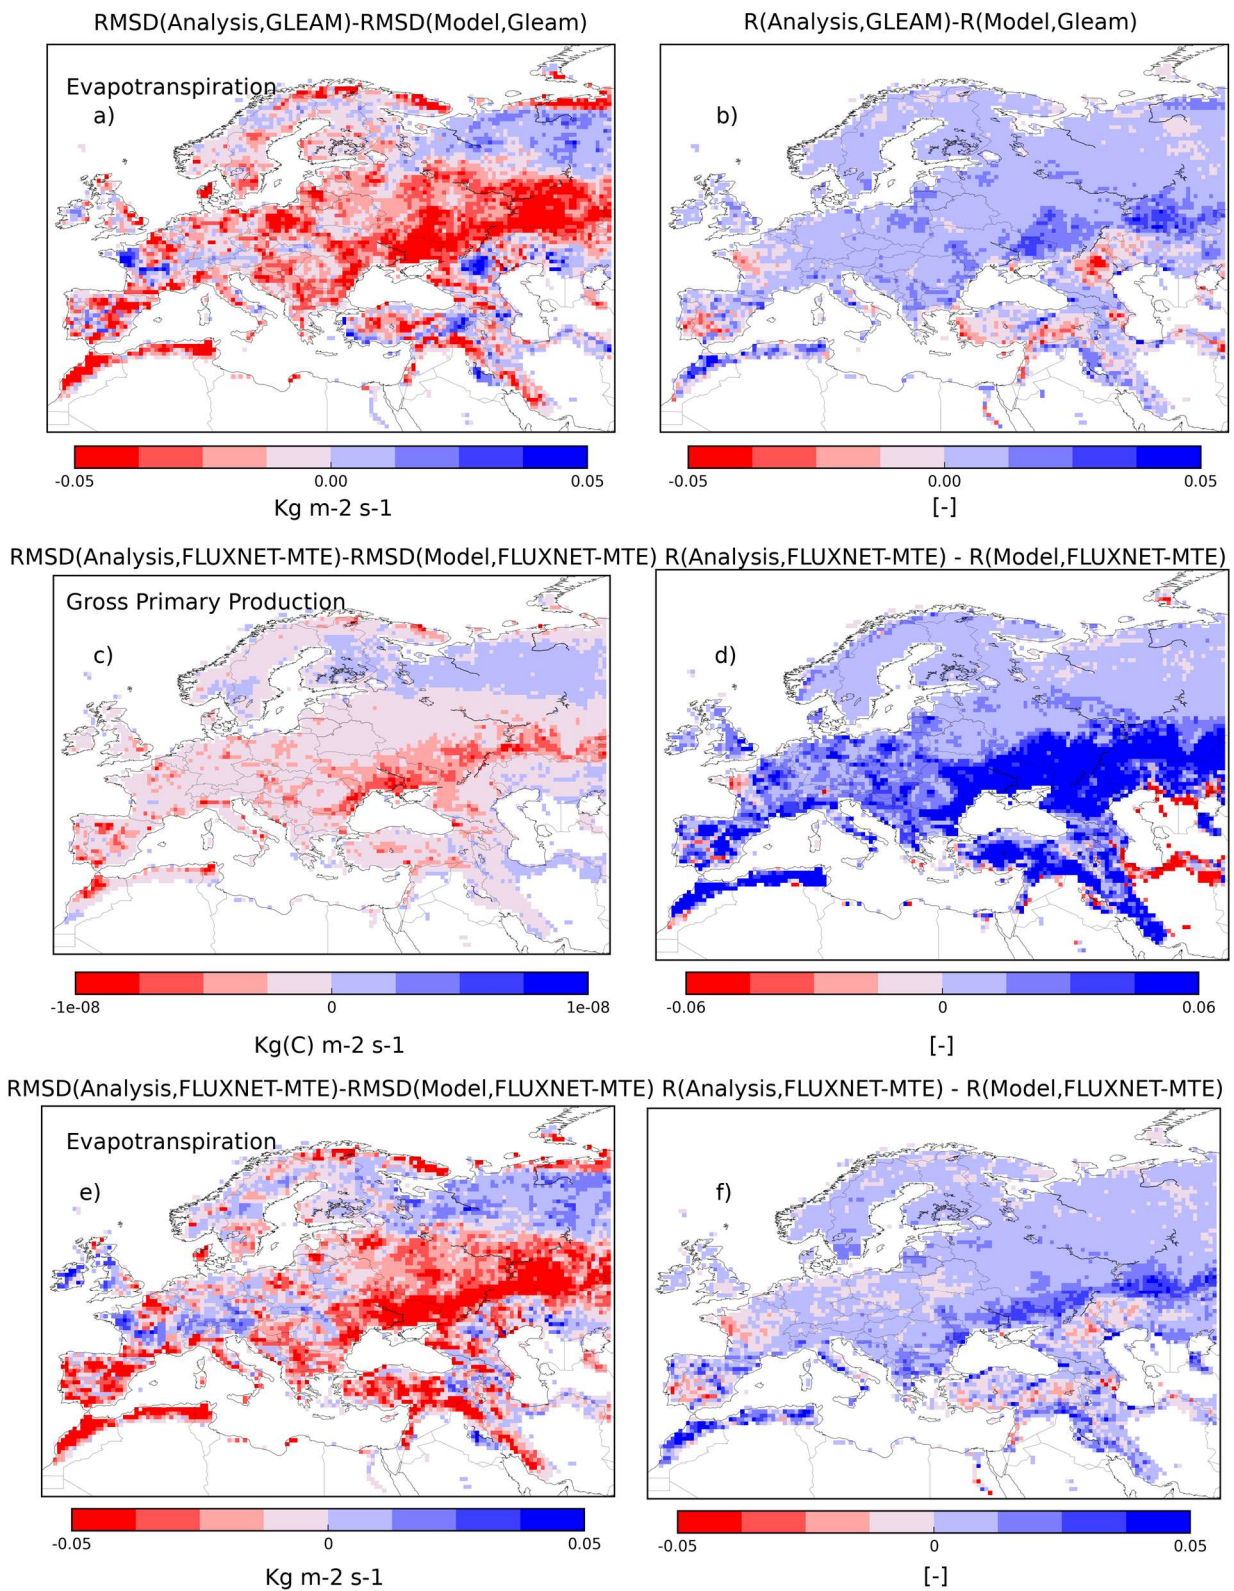 RMSD(Analysis,GLEAM)-RMSD(Model,Gleam)
R(Analysis,GLEAM)-R(Model,Gleam)
Evapotranspiration
a)
b)
-0.05 0.00 0.05
Kg m-2 s-1
-0.05 0.00 0.05
[-]
RMSD(Analysis,FLUXNET-MTE)-RMSD(Model,FLUXNET-MTE)
R(Analysis,FLUXNET-MTE) - R(Model,FLUXNET-MTE)
Gross Primary Production
c)
d)
-1e-08 0 1e-08
Kg(C) m-2 s-1
-0.06 0 0.06
[-]
RMSD(Analysis,FLUXNET-MTE)-RMSD(Model,FLUXNET-MTE)
R(Analysis,FLUXNET-MTE) - R(Model,FLUXNET-MTE)
Evapotranspiration
e)
f)
-0.05 0 0.05
Kg m-2 s-1
-0.05 0 0.05
[-]